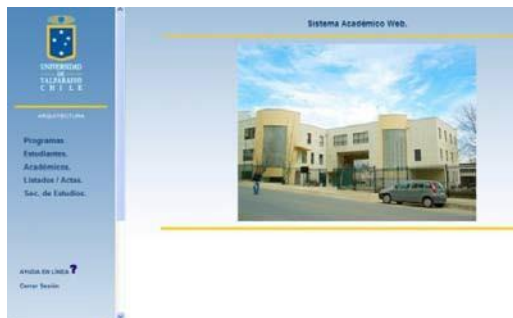 UNIVERSIDAD
DE
VALPARAISO
CHILE
ARQUITECTURA
Programas.
Estudiantes.
Académicos.
Listados / Actas.
Sec. de Estudios.
AYUDA EN LÍNEA ?
Cerrar Sesión
Sistema Académico Web.